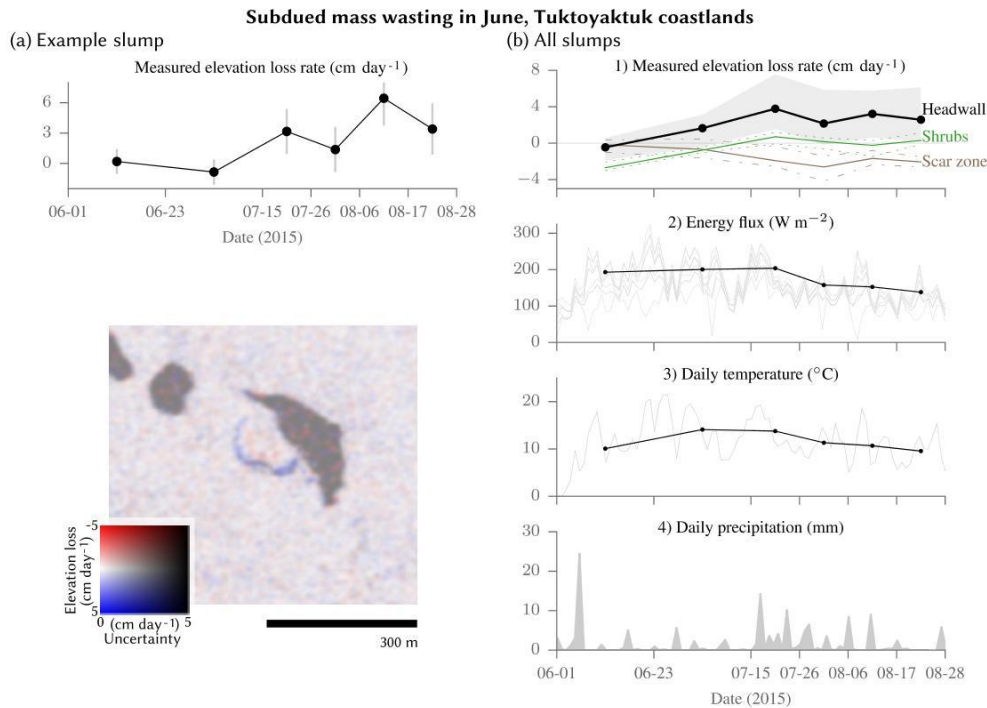 Subdued mass wasting in June, Tuktoyaktuk coastlands
(a) Example slump
Measured elevation loss rate (cm day-1)
6
3
0
06-01 06-23 07-15 07-26 08-06 08-17 08-28
Date (2015)
Elevation loss
(cm day-1)
-5
5
0 (cm day-1) 5
Uncertainty
300 m
(b) All slumps
1) Measured elevation loss rate (cm day-1)
8
4
0
−4
Headwall
Shrubs
Scar zone
2) Energy flux (W m−2)
300
200
100
0
3) Daily temperature (°C)
20
10
0
4) Daily precipitation (mm)
30
20
10
0
06-01 06-23 07-15 07-26 08-06 08-17 08-28
Date (2015)